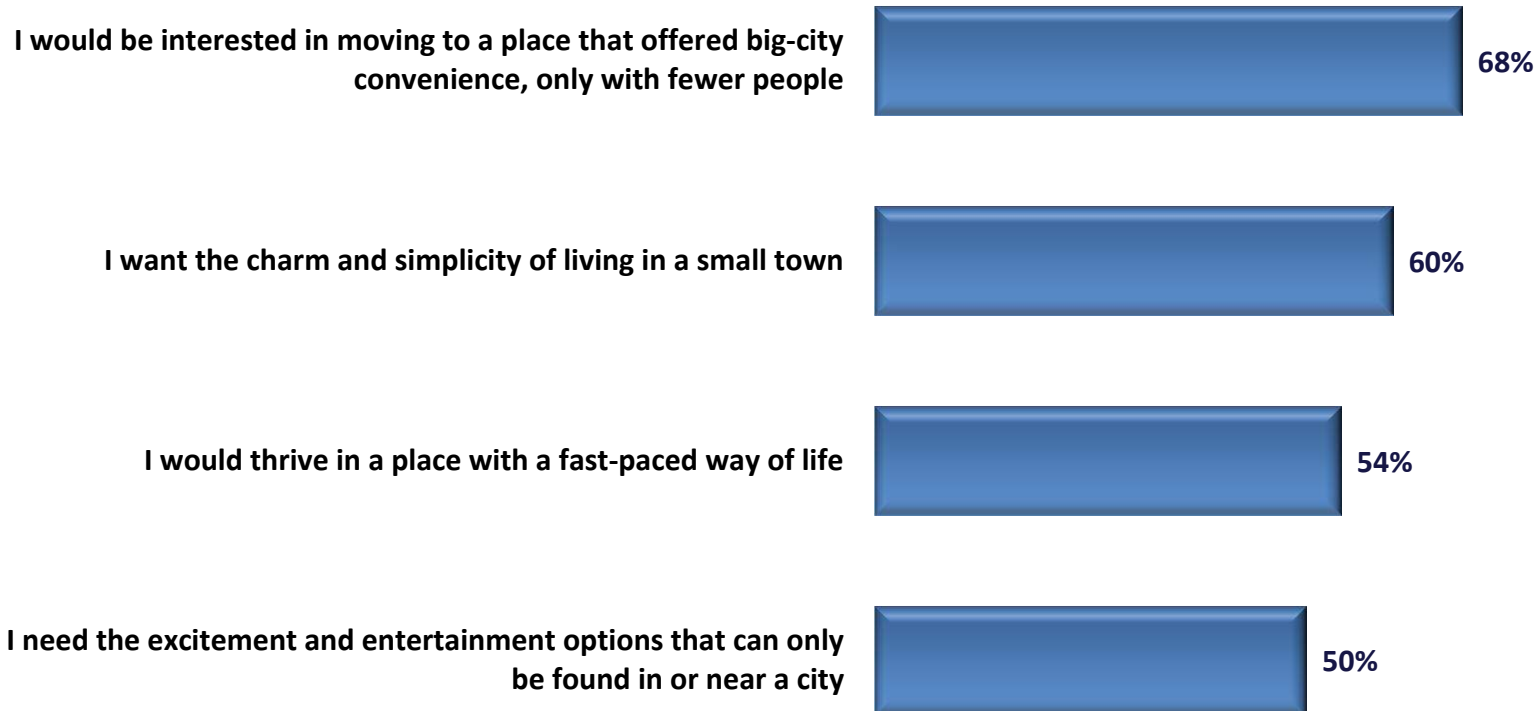 I would be interested in moving to a place that offered big-city
convenience, only with fewer people
68%
I want the charm and simplicity of living in a small town
60%
I would thrive in a place with a fast-paced way of life
54%
I need the excitement and entertainment options that can only
be found in or near a city
50%